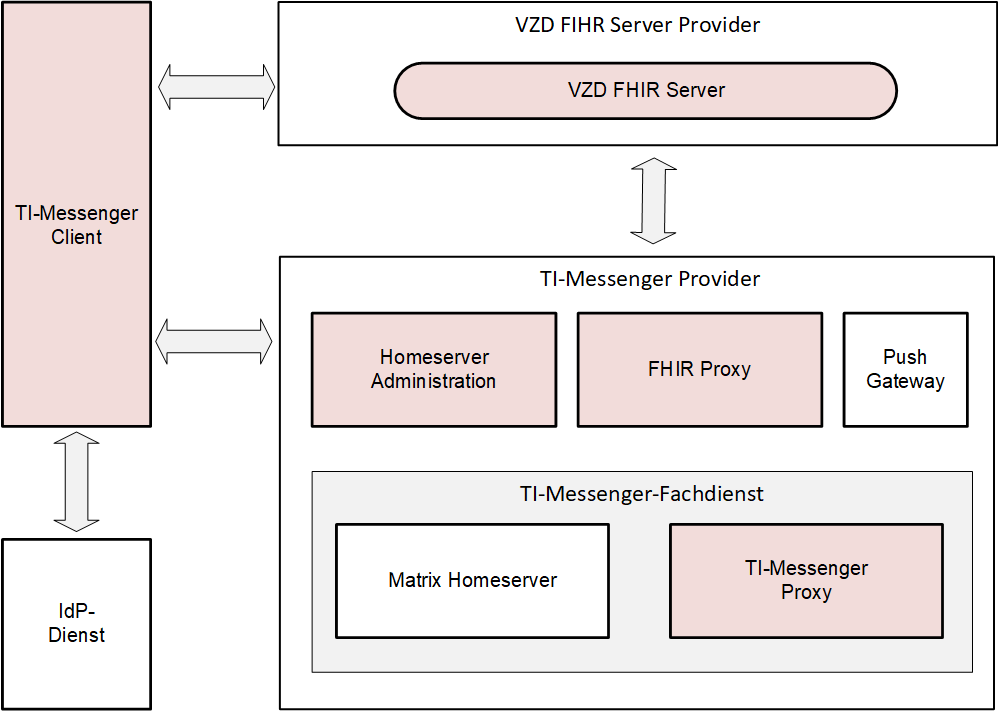 VZD FIHR Server Provider
VZD FHIR Server
TI-Messenger
Client
TI-Messenger Provider
Homeserver
Administration
FHIR Proxy
Push
Gateway
TI-Messenger-Fachdienst
Matrix Homeserver
TI-Messenger
Proxy
IdP-
Dienst